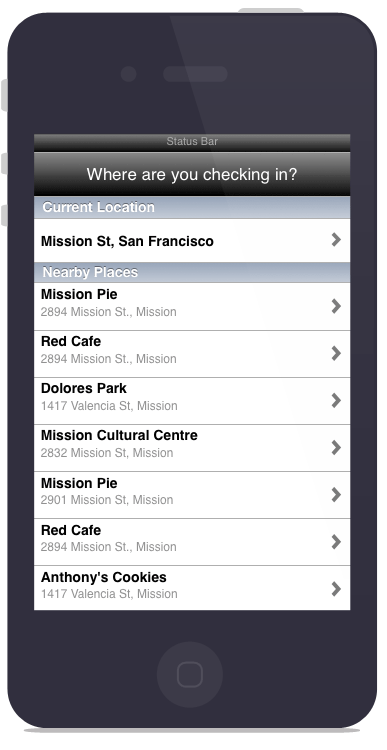 Status Bar
Where are you checking in?
Current Location
Mission St, San Francisco
Nearby Places
Mission Pie
2894 Mission St., Mission
Red Cafe
2894 Mission St., Mission
Dolores Park
1417 Valencia St, Mission
Mission Cultural Centre
2832 Mission St, Mission
Mission Pie
2901 Mission St, Mission
Red Cafe
2894 Mission St., Mission
Anthony's Cookies
1417 Valencia St, Mission